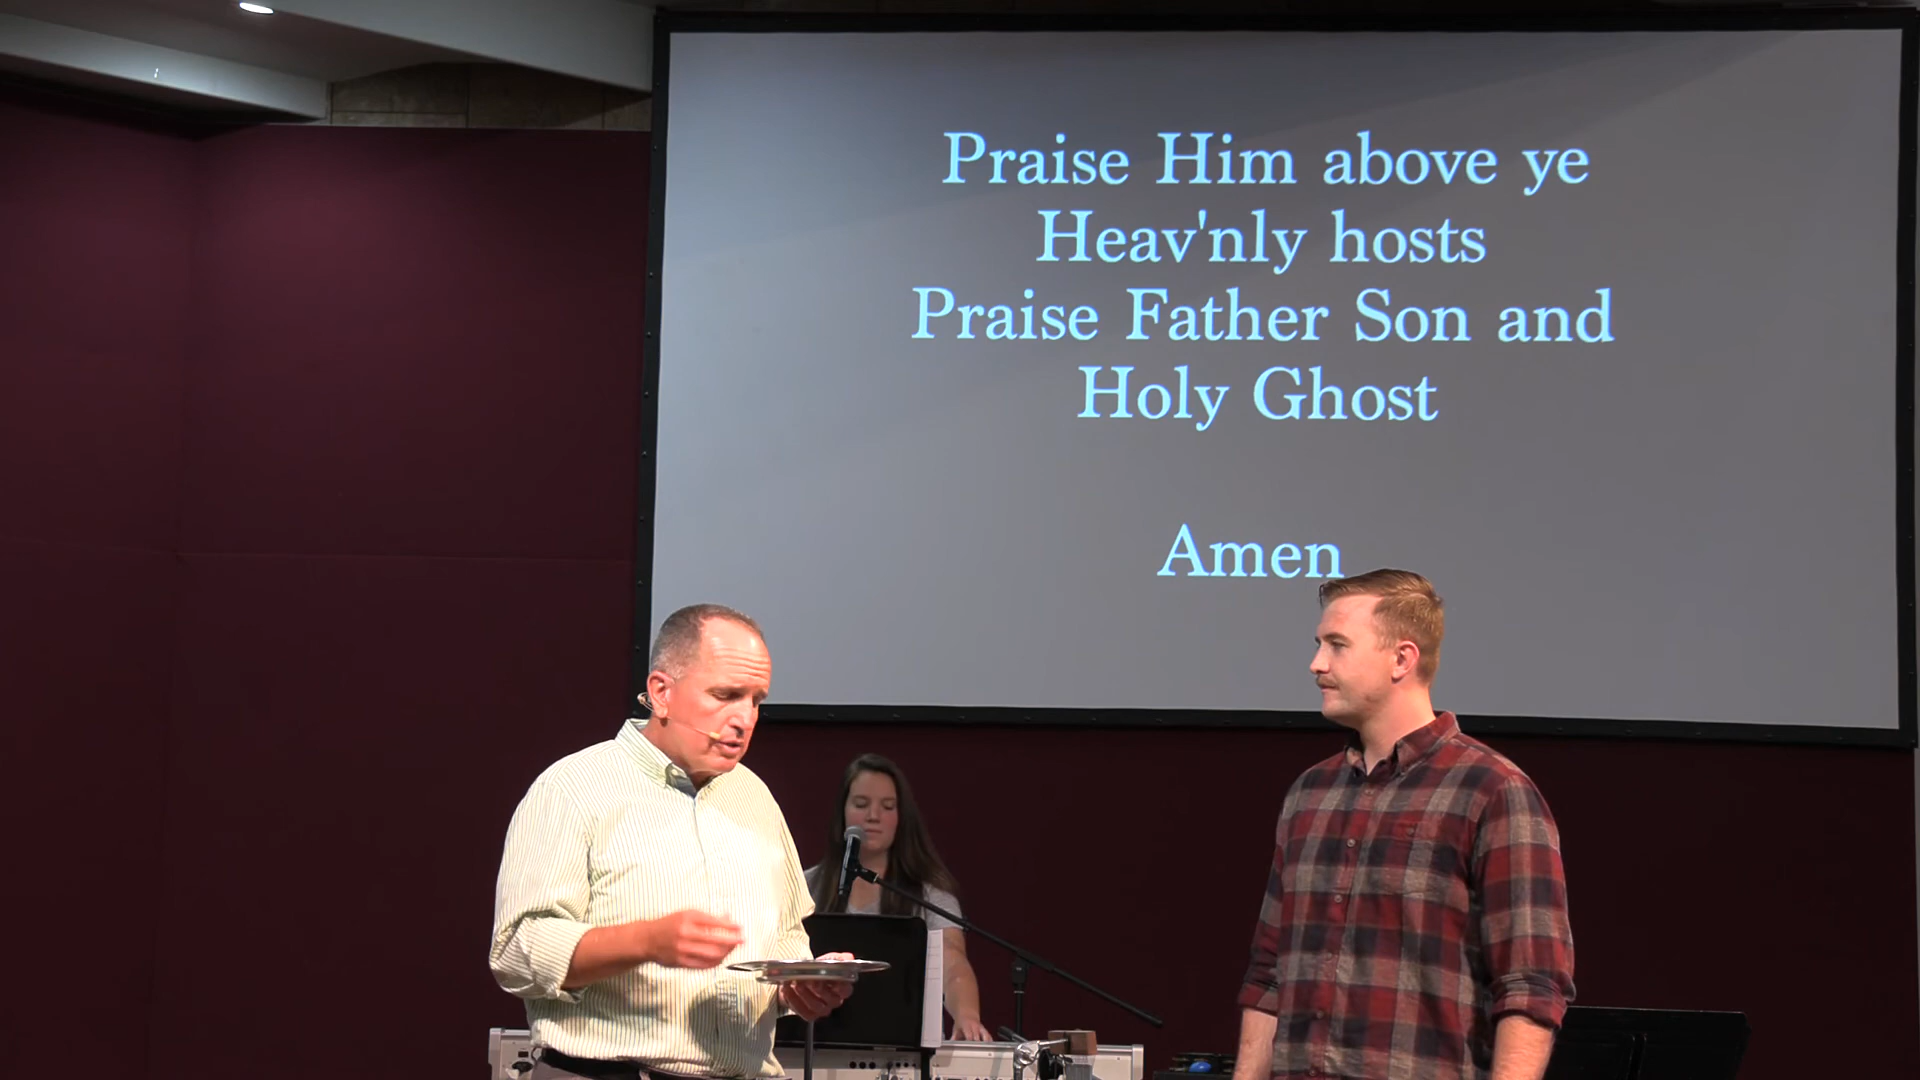 Praise Him above ye
Heav'nly hosts
Praise Father Son and
Holy Ghost
Amen